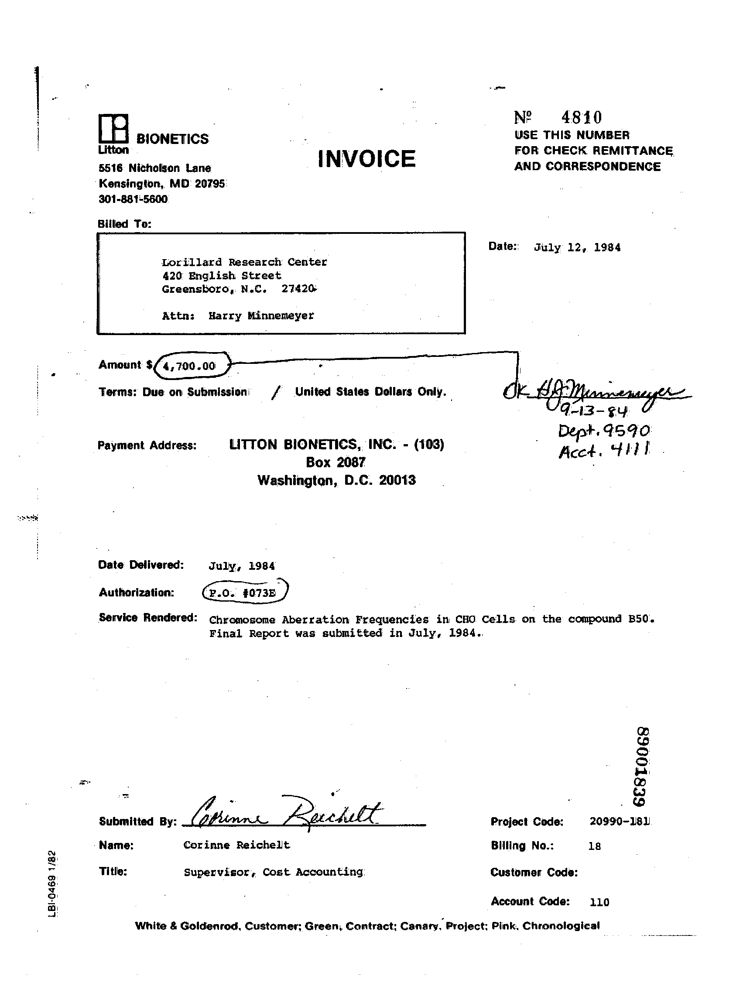 Nº 4810
USE THIS NUMBER
FOR CHECK REMITTANCE
AND CORRESPONDENCE
BIONETICS
Litton
INVOICE
5516 Nicholson Lane
Kensington, MD 20795
301-881-5600
Billed To:
Date: July 12, 1984
Lorillard Research Center
420 English Street
Greensboro, N.C. 27420
Attn: Harry Minnemeyer
Amount $ 4,700.00
Terms: Due on Submission / United States Dollars Only.
OK HJ Minnemeyer
9-13-84
Dept. 9590
Acct. 4111
Payment Address: LITTON BIONETICS, INC. - (103)
Box 2087
Washington, D.C. 20013
Date Delivered: July, 1984
Authorization: P.O. #073E
Service Rendered: Chromosome Aberration Frequencies in CHO Cells on the compound B50.
Final Report was submitted in July, 1984.
89001839
Submitted By: Corinne Reichelt
Project Code: 20990-181
Name: Corinne Reichelt
Billing No.: 18
Title: Supervisor, Cost Accounting
Customer Code:
Account Code: 110
LBI-0469 1/82
White & Goldenrod, Customer; Green, Contract; Canary, Project; Pink, Chronological